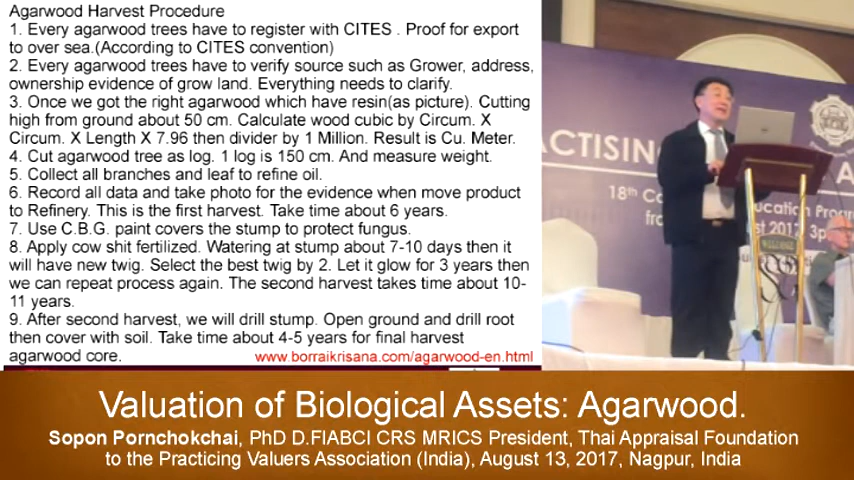 Agarwood Harvest Procedure
1. Every agarwood trees have to register with CITES . Proof for export
to over sea.(According to CITES convention)
2. Every agarwood trees have to verify source such as Grower, address,
ownership evidence of grow land. Everything needs to clarify.
3. Once we got the right agarwood which have resin(as picture). Cutting
high from ground about 50 cm. Calculate wood cubic by Circum. X
Circum. X Length X 7.96 then divider by 1 Million. Result is Cu. Meter.
4. Cut agarwood tree as log. 1 log is 150 cm. And measure weight.
5. Collect all branches and leaf to refine oil.
6. Record all data and take photo for the evidence when move product
to Refinery. This is the first harvest. Take time about 6 years.
7. Use C.B.G. paint covers the stump to protect fungus.
8. Apply cow shit fertilized. Watering at stump about 7-10 days then it
will have new twig. Select the best twig by 2. Let it glow for 3 years then
we can repeat process again. The second harvest takes time about 10-
11 years.
9. After second harvest, we will drill stump. Open ground and drill root
then cover with soil. Take time about 4-5 years for final harvest
agarwood core.
www.borraikrisana.com/agarwood-en.html
ACTISING
A
18th Co
ucation Progra
fro
st 2017, 3p
WELCOME
Valuation of Biological Assets: Agarwood.
Sopon Pornchokchai, PhD D.FIABCI CRS MRICS President, Thai Appraisal Foundation
to the Practicing Valuers Association (India), August 13, 2017, Nagpur, India